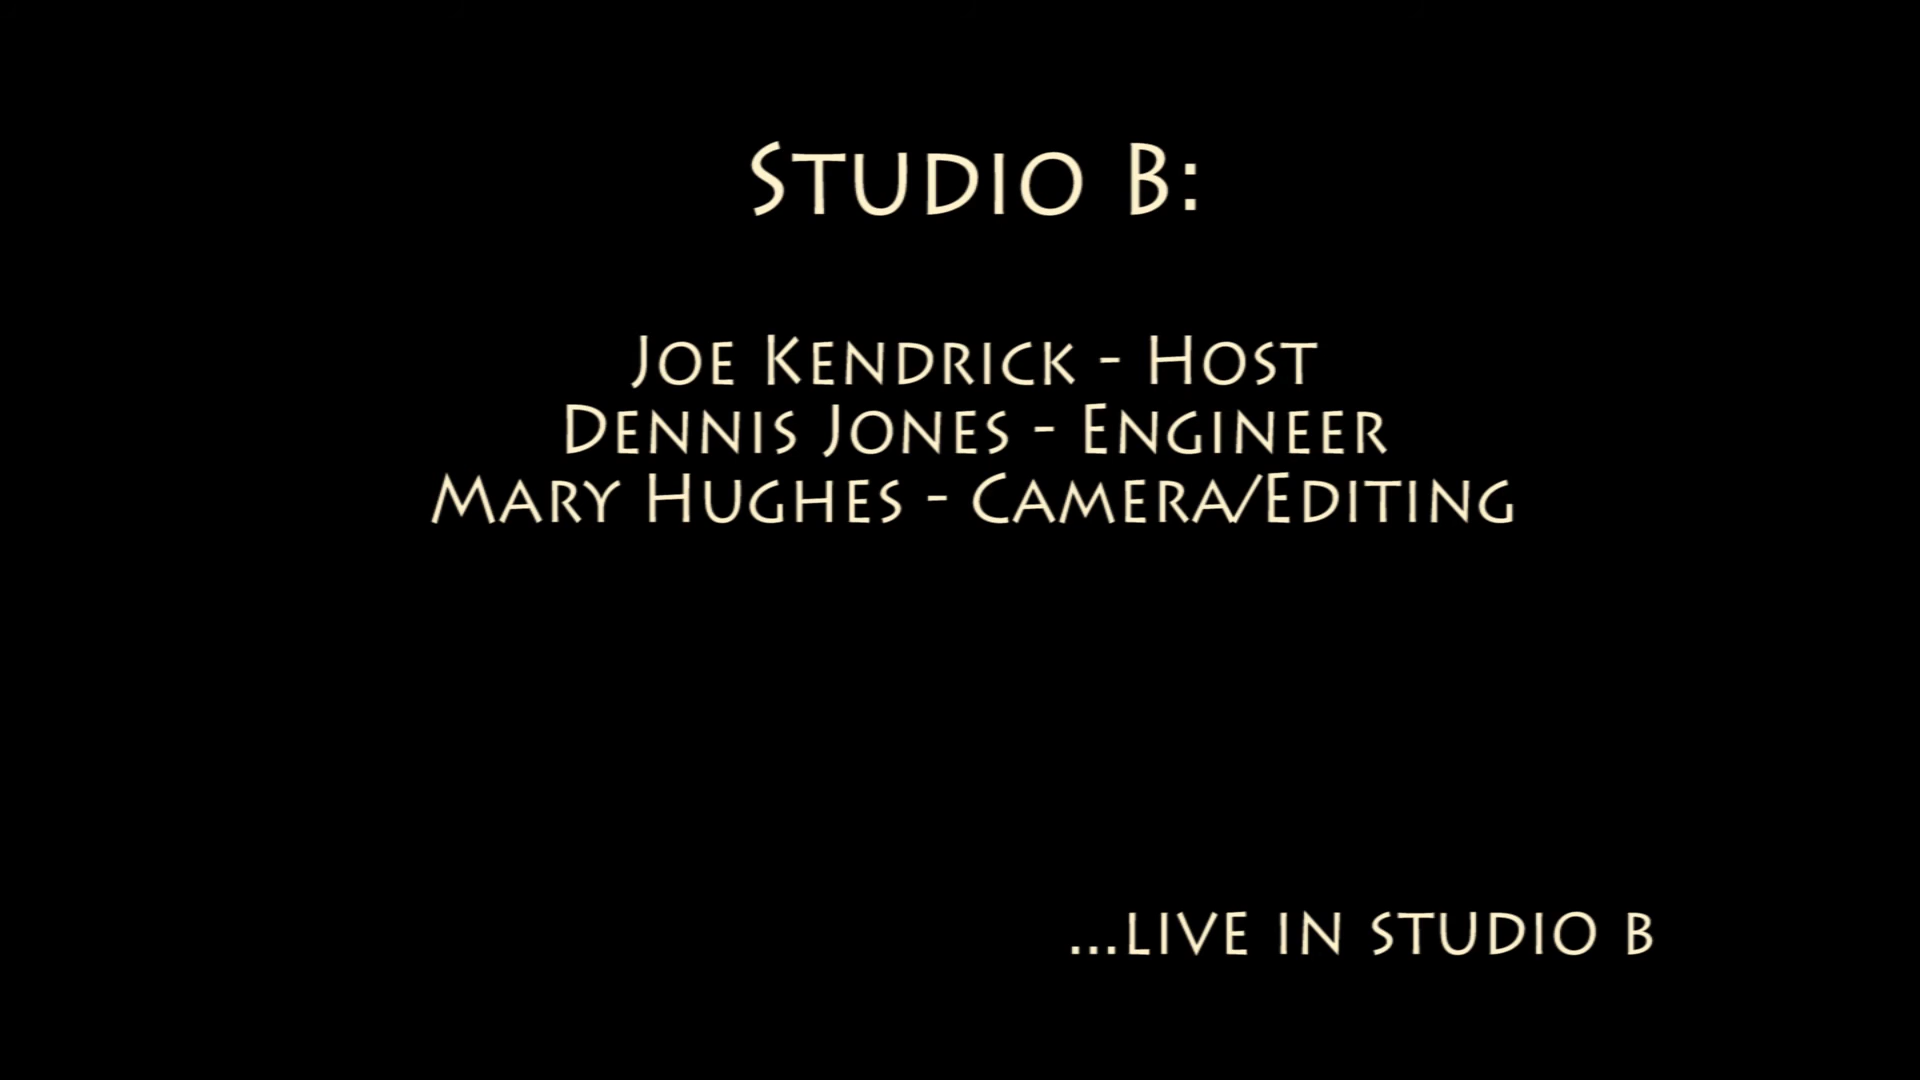 Studio B:
Joe Kendrick - Host
Dennis Jones - Engineer
Mary Hughes - Camera/Editing
...live in studio b